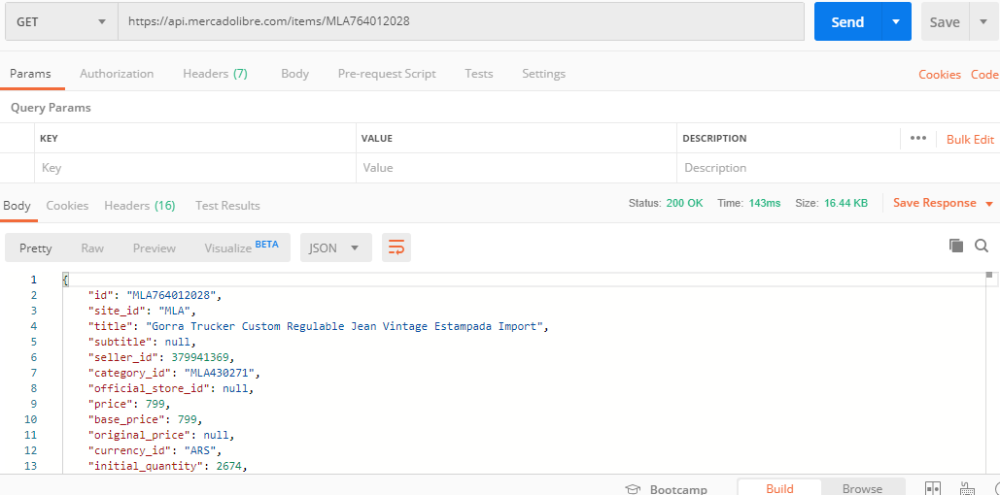 GET https://api.mercadolibre.com/items/MLA764012028 Send Save
Params Authorization Headers (7) Body Pre-request Script Tests Settings Cookies Code
Query Params
KEY VALUE DESCRIPTION ••• Bulk Edit
Key Value Description
Body Cookies Headers (16) Test Results Status: 200 OK Time: 143ms Size: 16.44 KB Save Response
Pretty Raw Preview Visualize BETA JSON
1 {
2 "id": "MLA764012028",
3 "site_id": "MLA",
4 "title": "Gorra Trucker Custom Regulable Jean Vintage Estampada Import",
5 "subtitle": null,
6 "seller_id": 379941369,
7 "category_id": "MLA430271",
8 "official_store_id": null,
9 "price": 799,
10 "base_price": 799,
11 "original_price": null,
12 "currency_id": "ARS",
13 "initial_quantity": 2674,
Bootcamp Build Browse